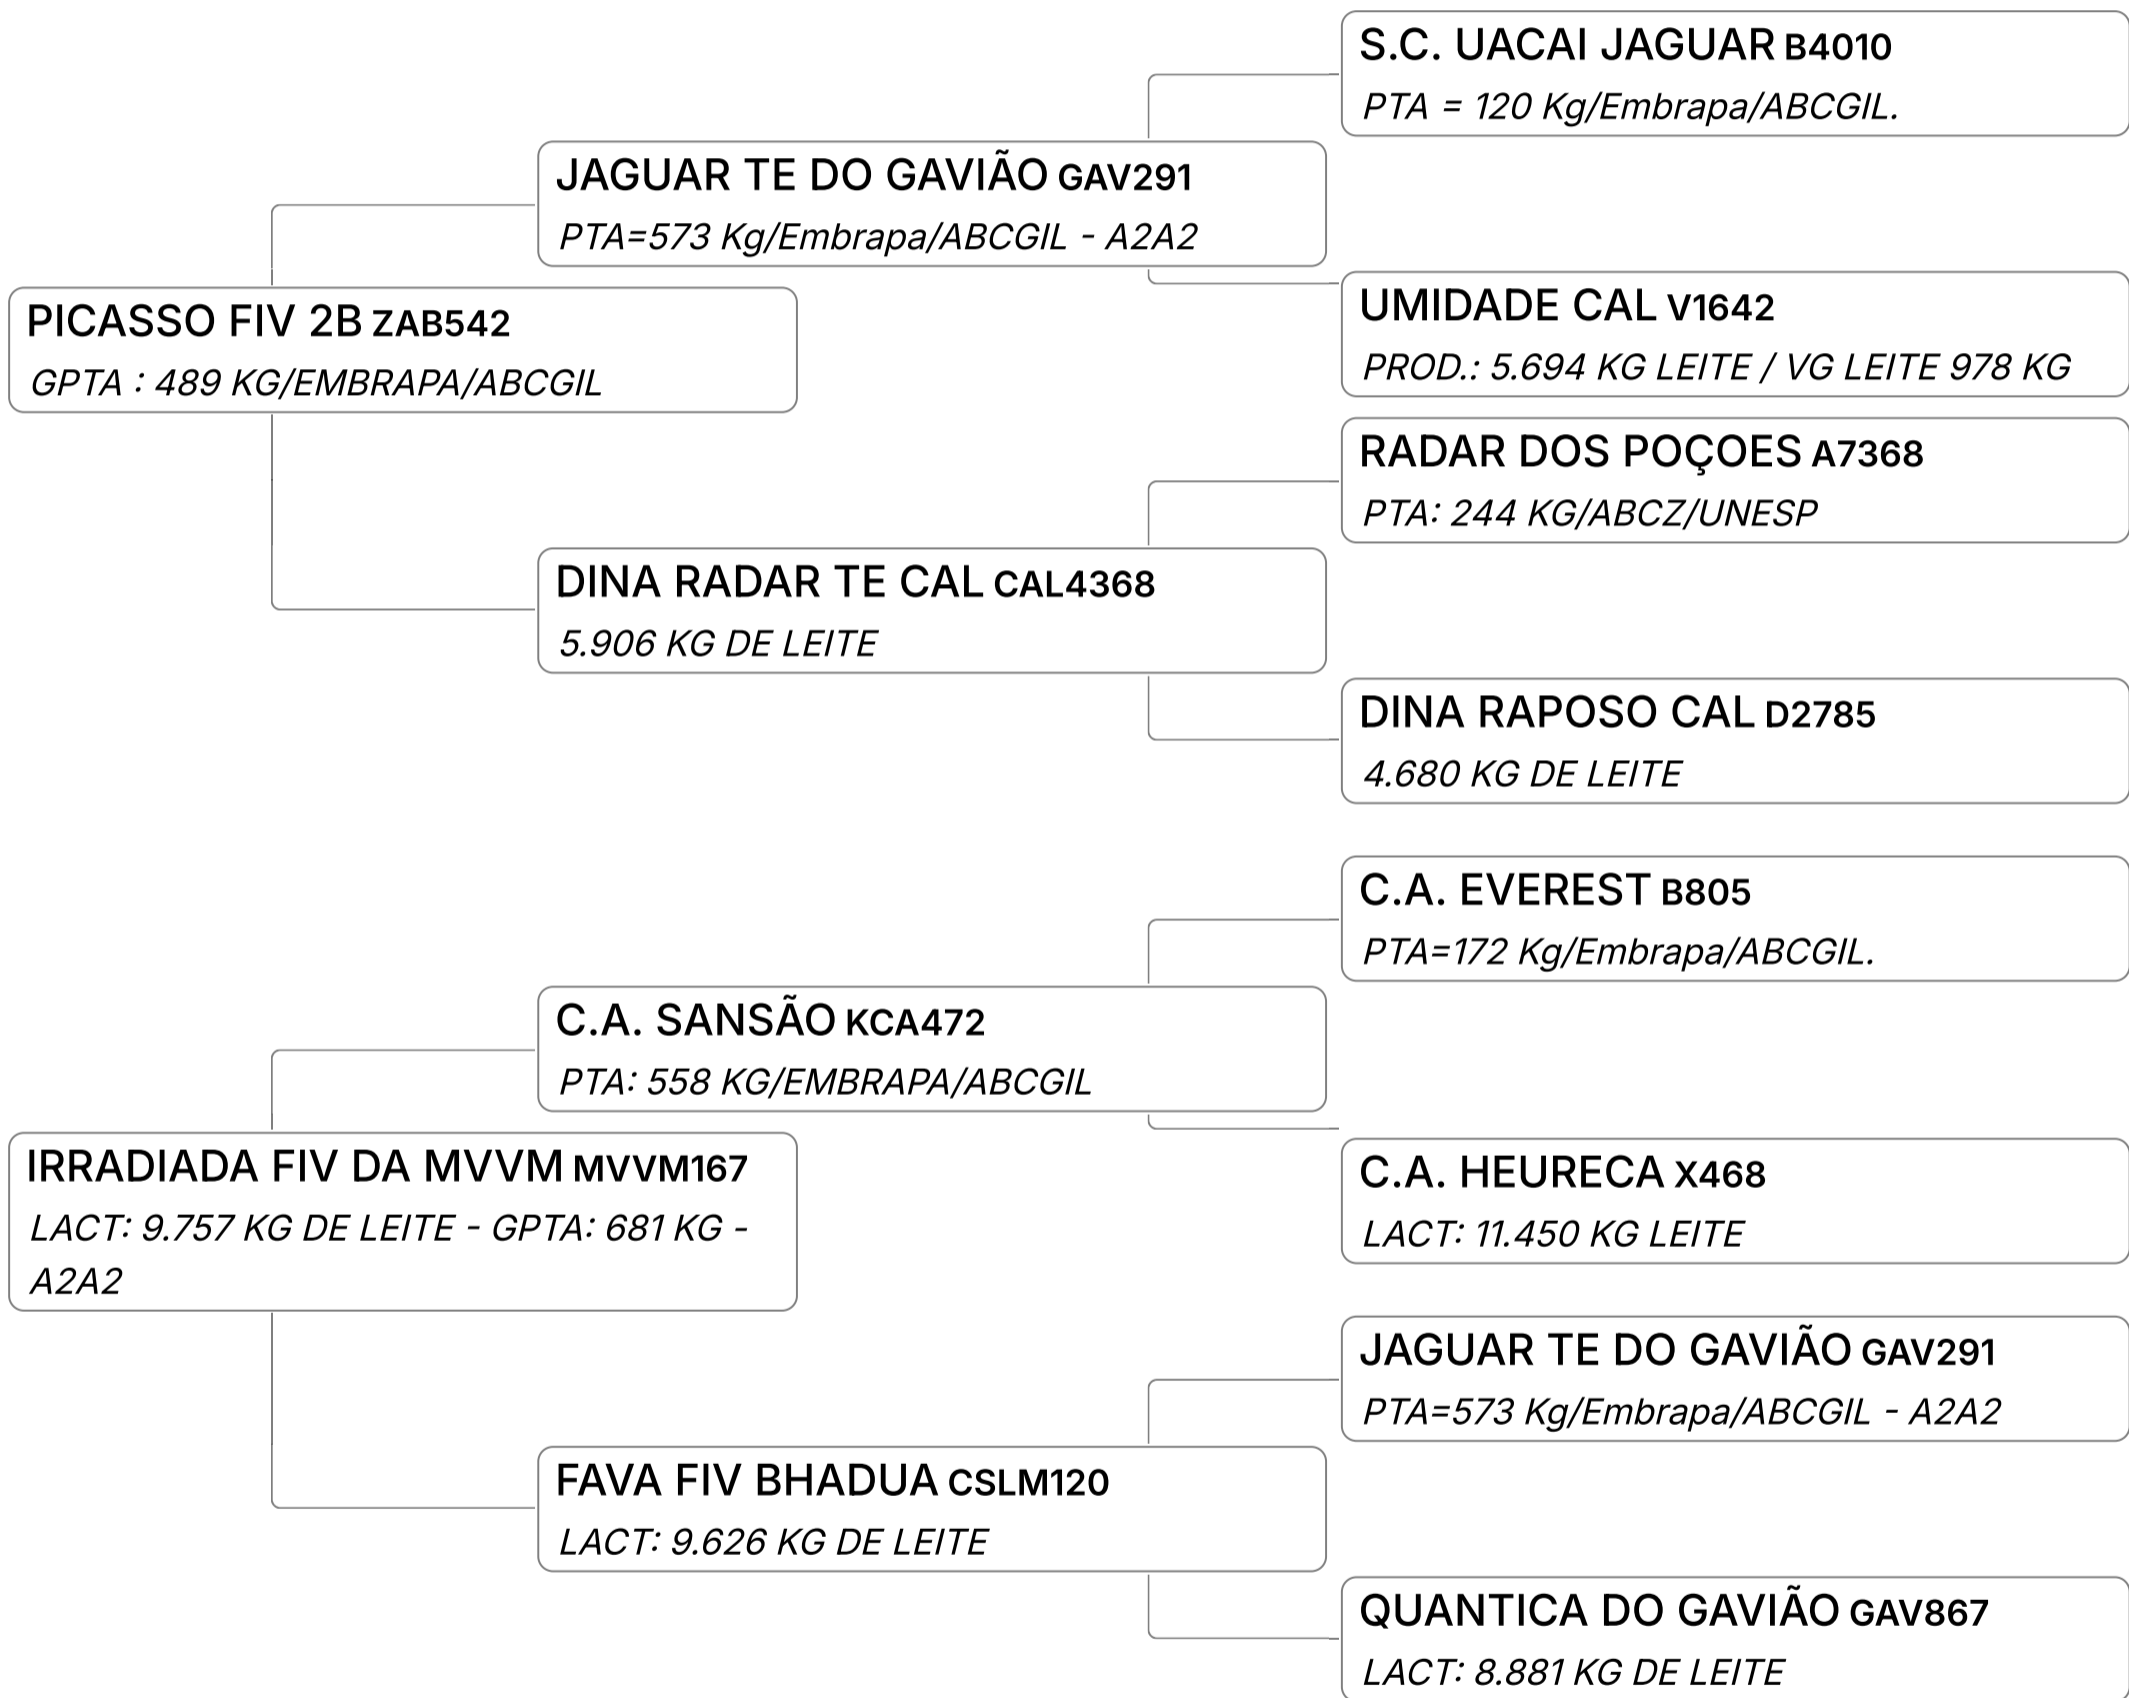 S.C. UACAI JAGUAR B4010
PTA = 120 Kg/Embrapa/ABCGIL.
JAGUAR TE DO GAVIÃO GAV291
PTA=573 Kg/Embrapa/ABCGIL - A2A2
UMIDADE CAL V1642
PROD.: 5.694 KG LEITE / VG LEITE 978 KG
PICASSO FIV 2B ZAB542
GPTA : 489 KG/EMBRAPA/ABCGIL
RADAR DOS POÇOES A7368
PTA: 244 KG/ABCZ/UNESP
DINA RADAR TE CAL CAL4368
5.906 KG DE LEITE
DINA RAPOSO CAL D2785
4.680 KG DE LEITE
C.A. EVEREST B805
PTA=172 Kg/Embrapa/ABCGIL.
C.A. SANSÃO KCA472
PTA: 558 KG/EMBRAPA/ABCGIL
C.A. HEURECA X468
LACT: 11.450 KG LEITE
IRRADIADA FIV DA MVVM MVVM167
LACT: 9.757 KG DE LEITE - GPTA: 681 KG -
A2A2
JAGUAR TE DO GAVIÃO GAV291
PTA=573 Kg/Embrapa/ABCGIL - A2A2
FAVA FIV BHADUA CSLM120
LACT: 9.626 KG DE LEITE
QUANTICA DO GAVIÃO GAV867
LACT: 8.881 KG DE LEITE